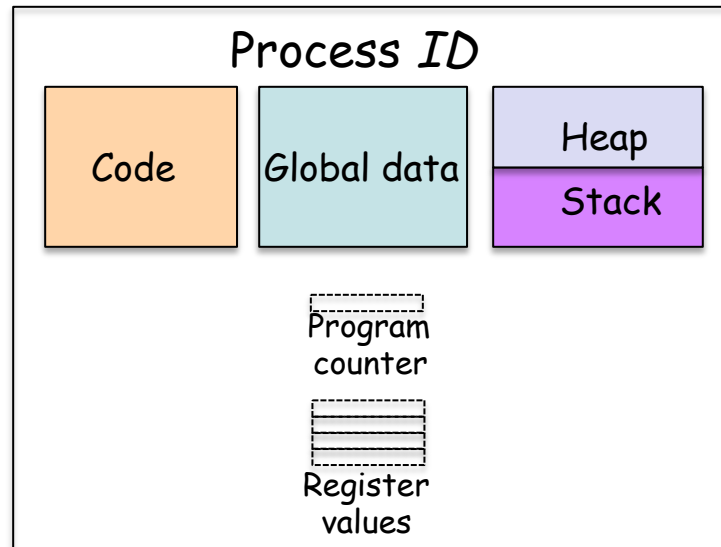 Process ID
Code
Global data
Heap
Stack
Program
counter
Register
values